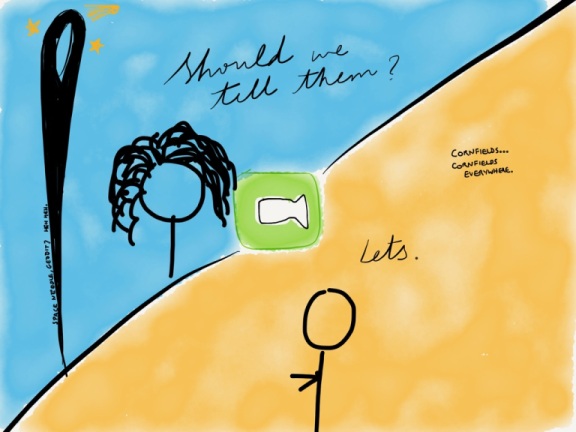 Should we
tell them?
CORNFIELDS...
CORNFIELDS
EVERYWHERE.
Lets.
SPACE NEEDLE, GEDDIT? HEH HEH.